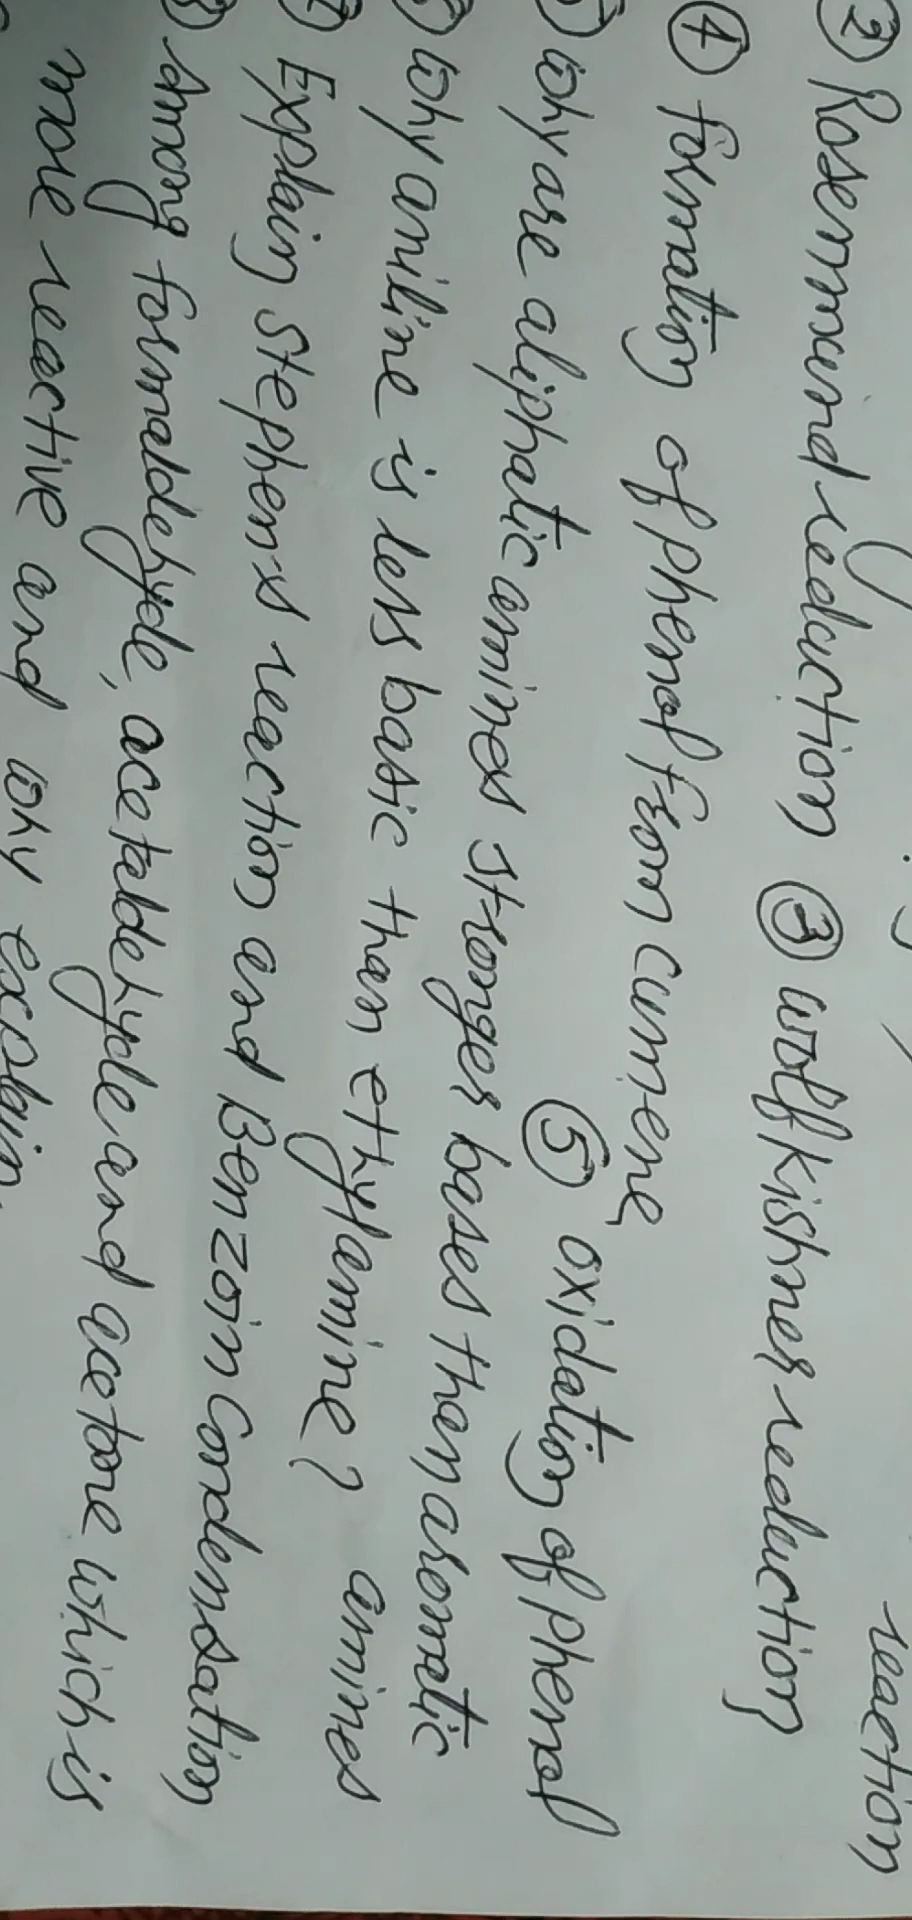 reaction
② Rosenmund reduction ③ wolf kishner reduction
④ formation of phenol from cumene
⑤ oxidation of phenol
why are aliphatic amines stronger bases than aromatic
amines
why aniline is less basic than ethylamine?
Explain stephens reaction and Benzoin Condensation
Among formaldehyde, acetaldehyde and acetone which is
more reactive and why explain.